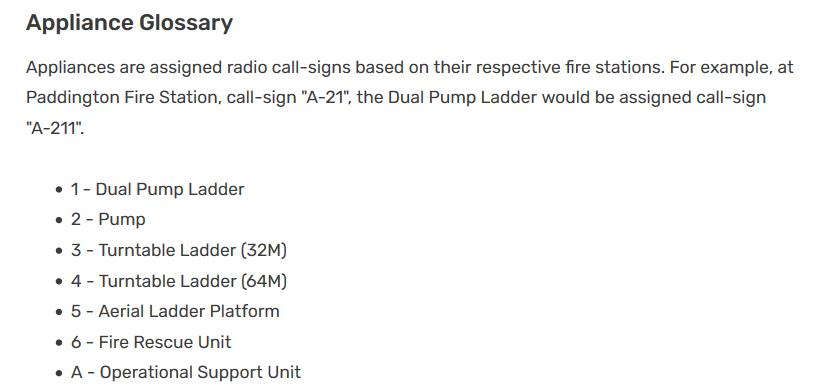 Appliance Glossary
Appliances are assigned radio call-signs based on their respective fire stations. For example, at
Paddington Fire Station, call-sign "A-21", the Dual Pump Ladder would be assigned call-sign
"A-211".
• 1 - Dual Pump Ladder
• 2 - Pump
• 3 - Turntable Ladder (32M)
• 4 - Turntable Ladder (64M)
• 5 - Aerial Ladder Platform
• 6 - Fire Rescue Unit
• A - Operational Support Unit